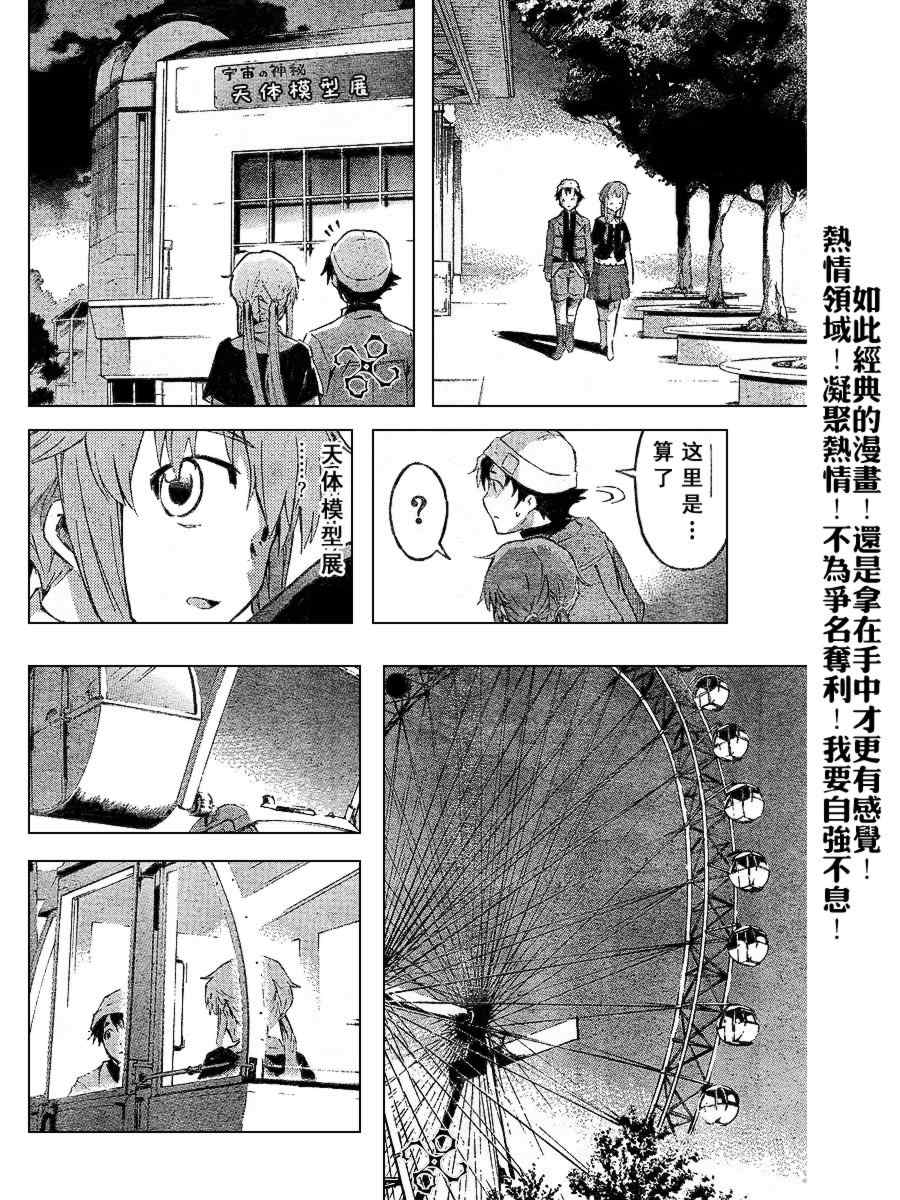 宇宙の神秘
天体模型展
这里是…
算了
？
天体模型展
……？
如此經典的漫畫！還是拿在手中才更有感覺！
熱情領域！凝聚熱情！不為爭名奪利！我要自強不息！